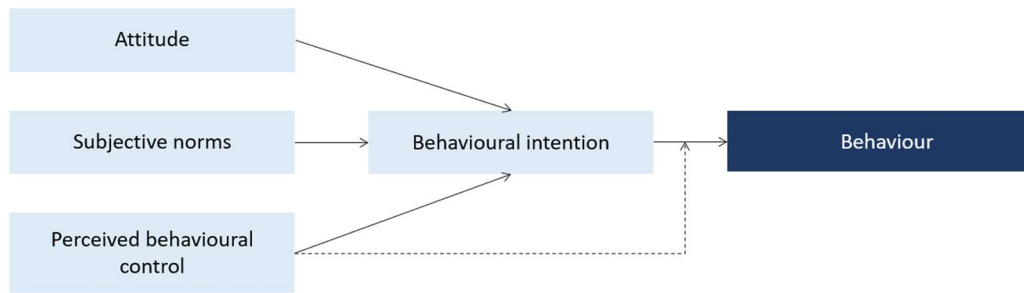 Attitude
Subjective norms
Behavioural intention
Behaviour
Perceived behavioural
control